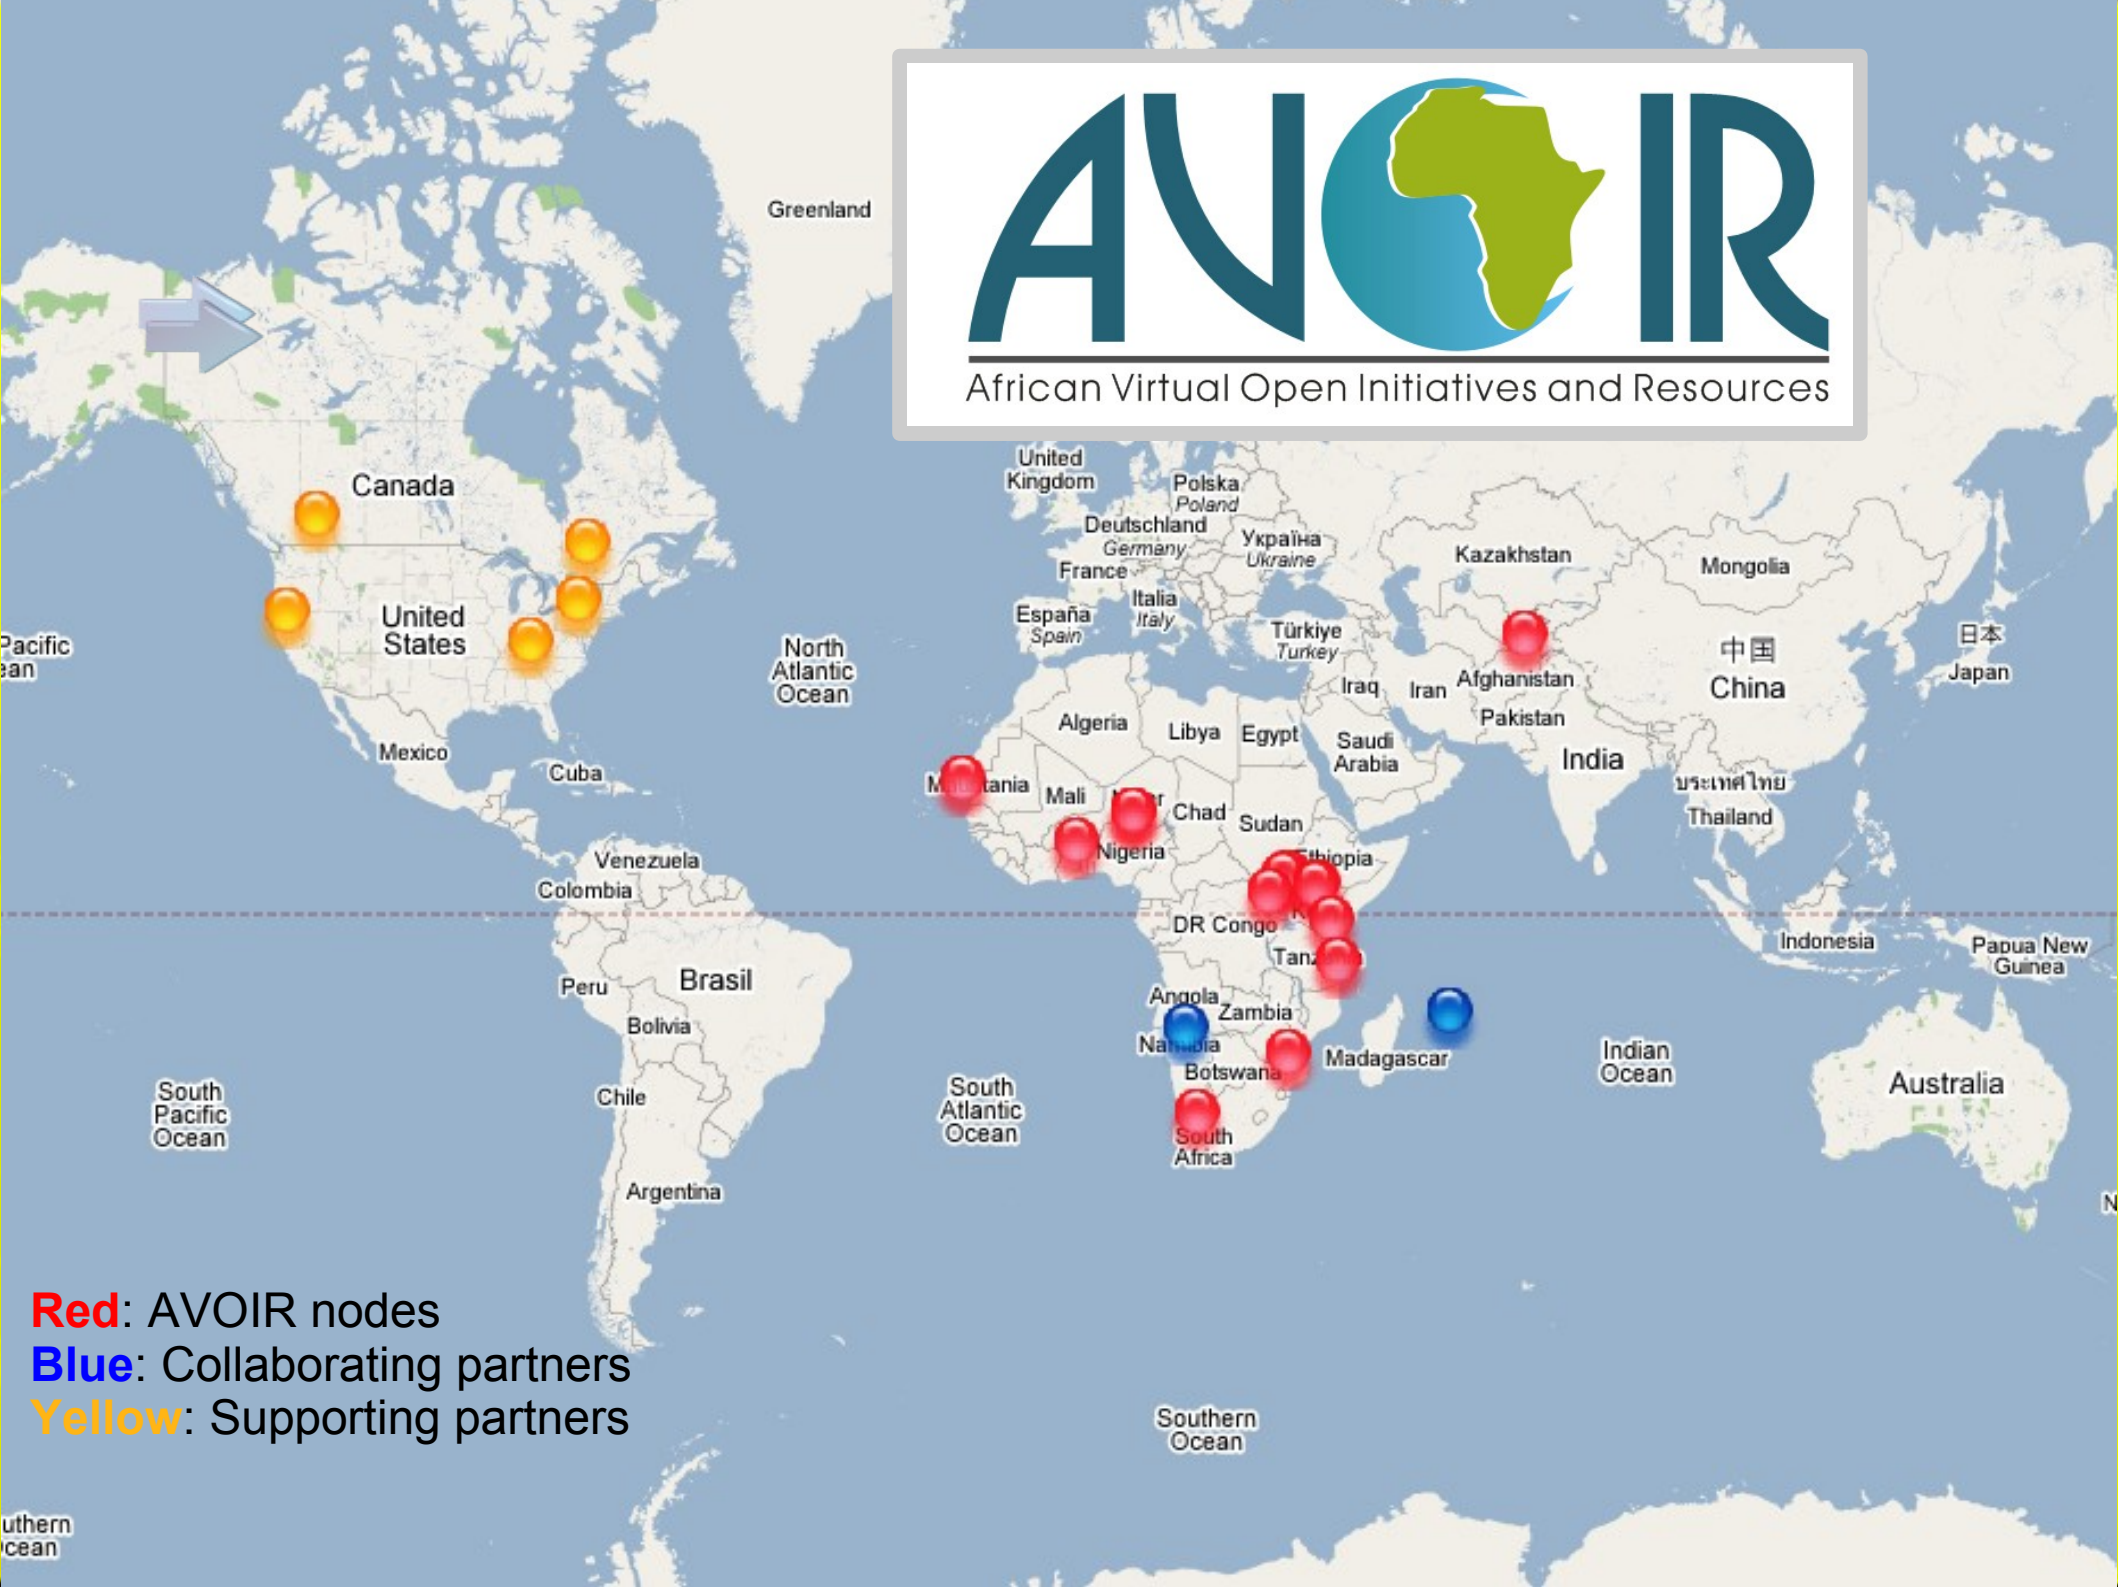 AVOIR
African Virtual Open Initiatives and Resources
Greenland
Canada
United
Kingdom
Polska
Poland
Deutschland
Germany
Україна
Ukraine
France
Kazakhstan
Mongolia
Italia
Italy
España
Spain
Türkiye
Turkey
United
States
Pacific
North
Atlantic
Ocean
日本
Japan
中国
China
Iraq
Iran
Afghanistan
Pakistan
Algeria
Libya
Egypt
Saudi
Arabia
India
Mexico
Cuba
Mali
Chad
Sudan
ประเทศไทย
Thailand
Nigeria
Ethiopia
Venezuela
Colombia
DR Congo
Indonesia
Papua New
Guinea
Peru
Brasil
Angola
Zambia
Bolivia
Botswana
Madagascar
Indian
Ocean
Australia
South
Pacific
Ocean
Chile
South
Atlantic
Ocean
South
Africa
Argentina
Red: AVOIR nodes
Blue: Collaborating partners
Yellow: Supporting partners
Southern
Ocean
uthern
cean